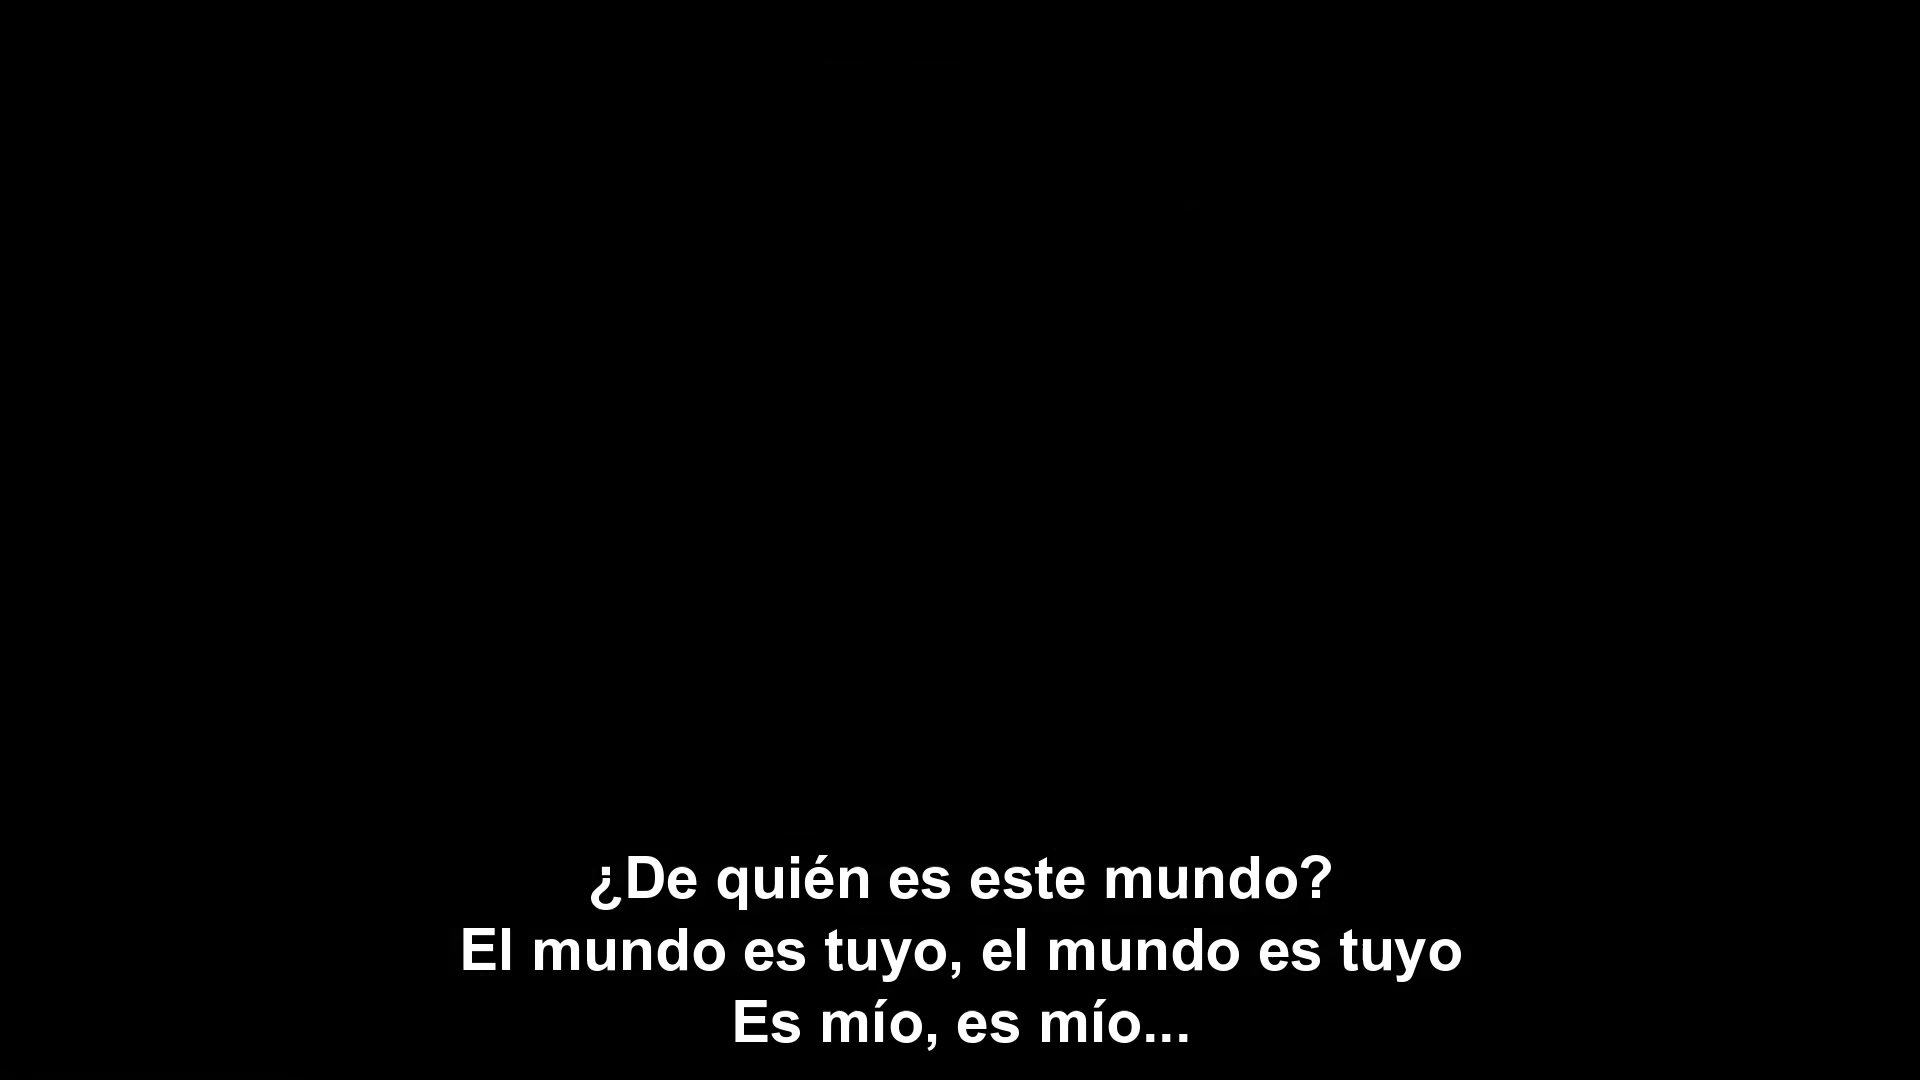 ¿De quién es este mundo?
El mundo es tuyo, el mundo es tuyo
Es mío, es mío...